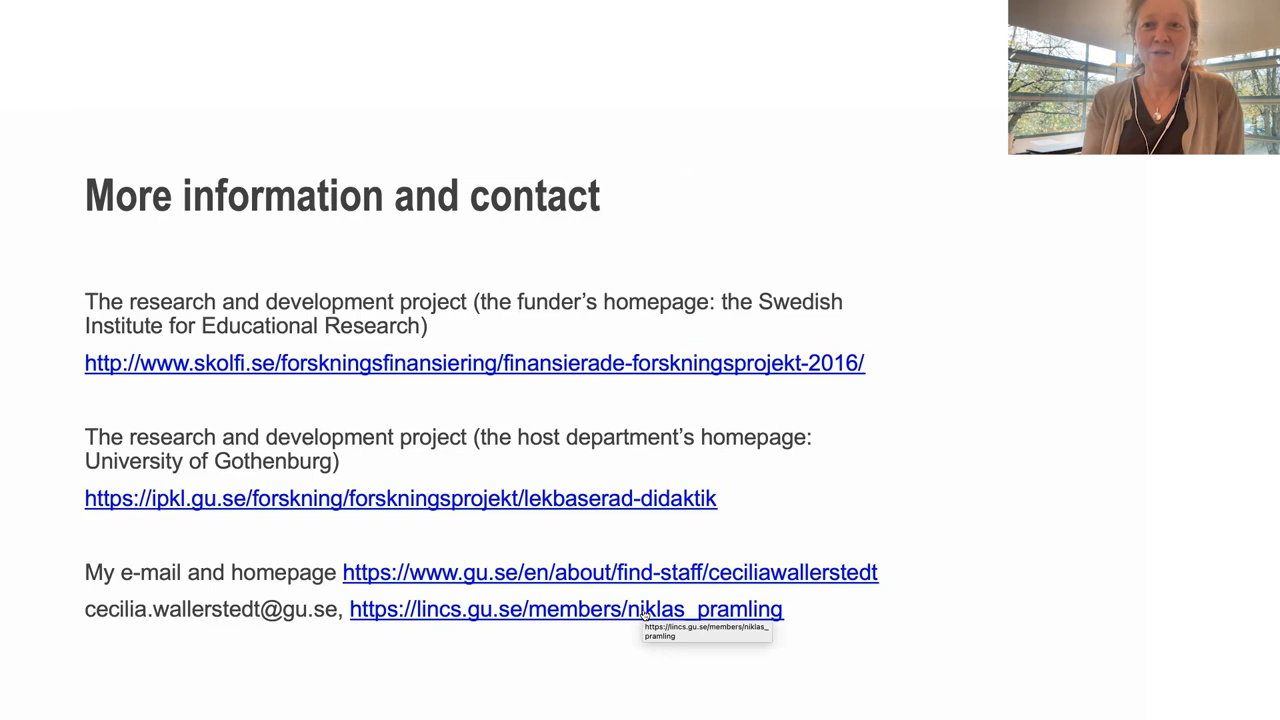 More information and contact
The research and development project (the funder’s homepage: the Swedish
Institute for Educational Research)
http://www.skolfi.se/forskningsfinansiering/finansierade-forskningsprojekt-2016/
The research and development project (the host department’s homepage:
University of Gothenburg)
https://ipkl.gu.se/forskning/forskningsprojekt/lekbaserad-didaktik
My e-mail and homepage https://www.gu.se/en/about/find-staff/ceciliawallerstedt
cecilia.wallerstedt@gu.se, https://lincs.gu.se/members/niklas_pramling
https://lincs.gu.se/members/niklas_
pramling